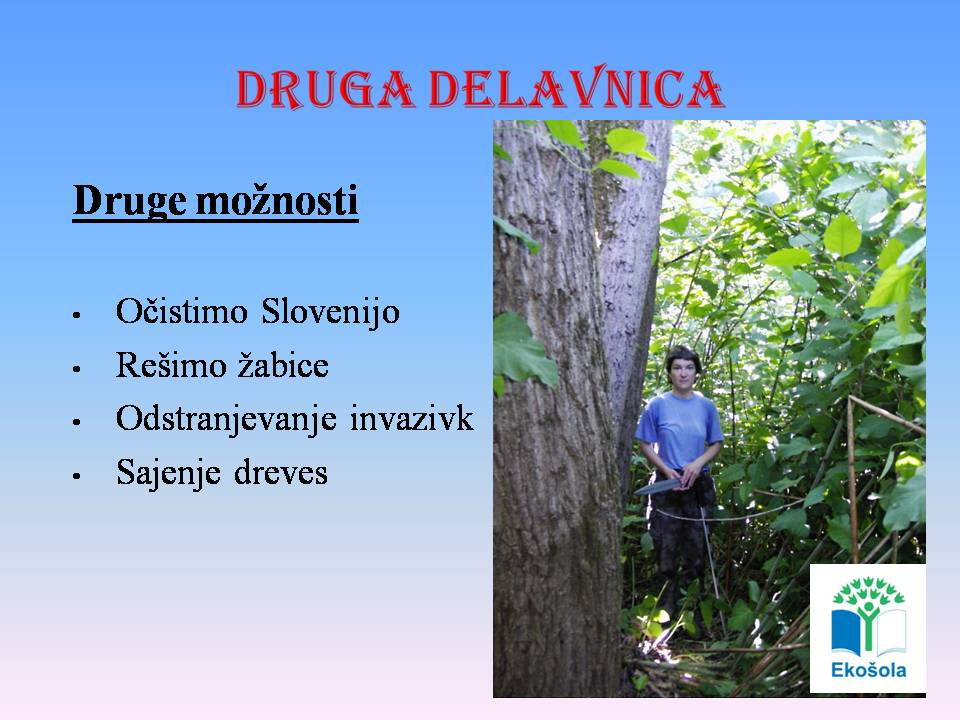 DRUGA DELAVNICA
Druge možnosti
• Očistimo Slovenijo
• Rešimo žabice
• Odstranjevanje invazivk
• Sajenje dreves
Ekošola